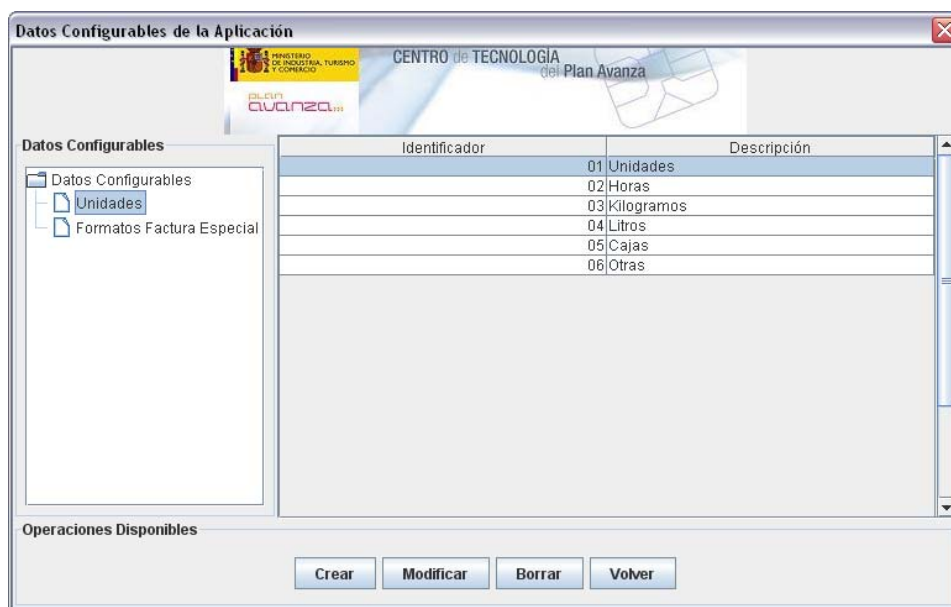 Datos Configurables de la Aplicación
MINISTERIO
DE INDUSTRIA, TURISMO
Y COMERCIO
CENTRO de TECNOLOGÍA
del Plan Avanza
PLAN
avanza
Datos Configurables
Datos Configurables
Unidades
Formatos Factura Especial
Identificador Descripción
01 Unidades
02 Horas
03 Kilogramos
04 Litros
05 Cajas
06 Otras
Operaciones Disponibles
Crear Modificar Borrar Volver